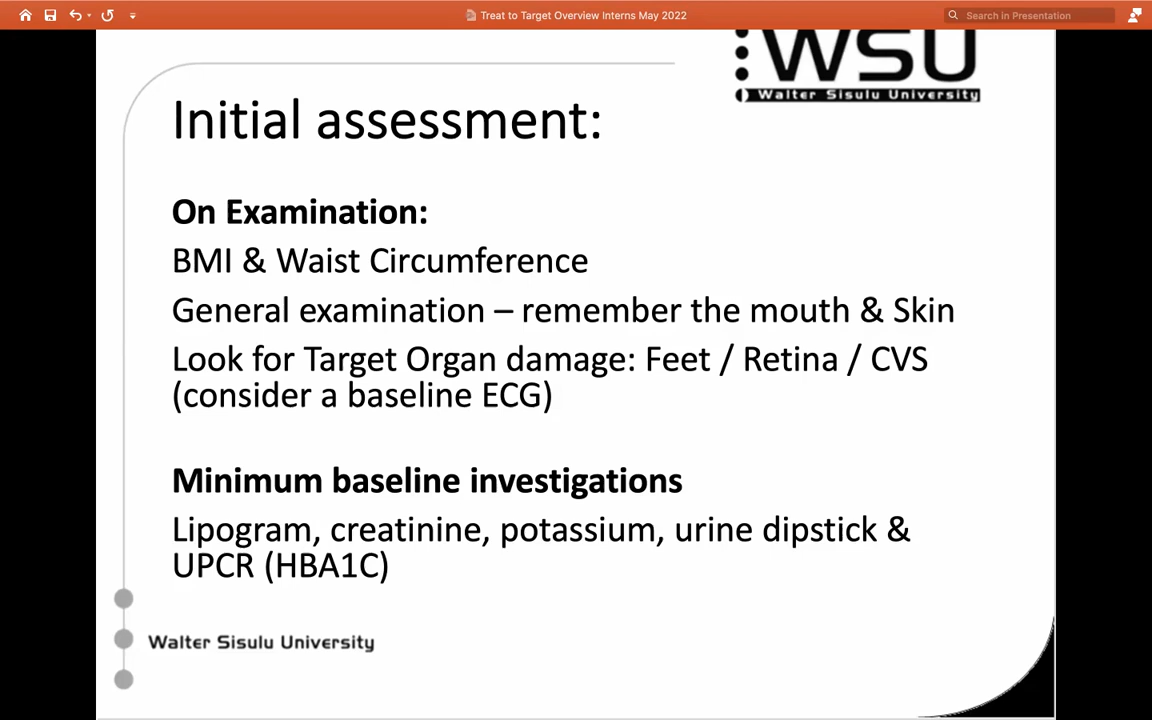 Treat to Target Overview Interns May 2022
Search in Presentation
WSU
Walter Sisulu University
Initial assessment:
On Examination:
BMI & Waist Circumference
General examination – remember the mouth & Skin
Look for Target Organ damage: Feet / Retina / CVS
(consider a baseline ECG)
Minimum baseline investigations
Lipogram, creatinine, potassium, urine dipstick &
UPCR (HBA1C)
Walter Sisulu University